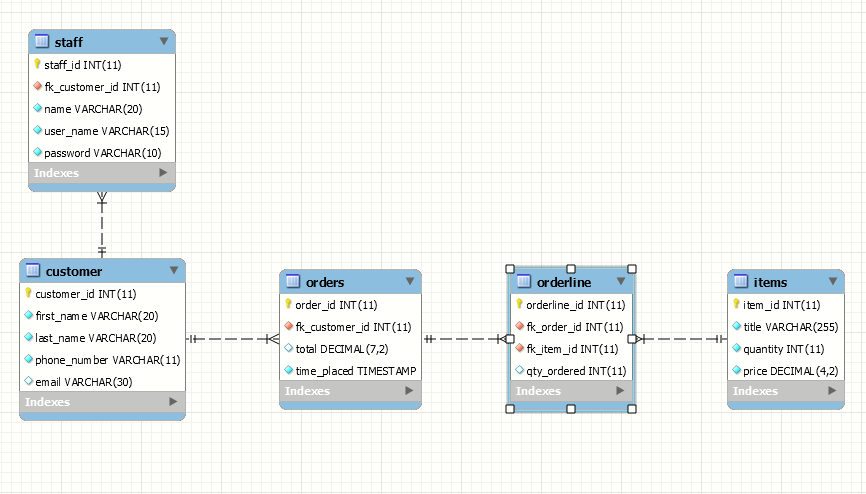 staff
staff_id INT(11)
fk_customer_id INT(11)
name VARCHAR(20)
user_name VARCHAR(15)
password VARCHAR(10)
Indexes
customer
customer_id INT(11)
first_name VARCHAR(20)
last_name VARCHAR(20)
phone_number VARCHAR(11)
email VARCHAR(30)
Indexes
orders
order_id INT(11)
fk_customer_id INT(11)
total DECIMAL(7,2)
time_placed TIMESTAMP
Indexes
orderline
orderline_id INT(11)
fk_order_id INT(11)
fk_item_id INT(11)
qty_ordered INT(11)
Indexes
items
item_id INT(11)
title VARCHAR(255)
quantity INT(11)
price DECIMAL(4,2)
Indexes